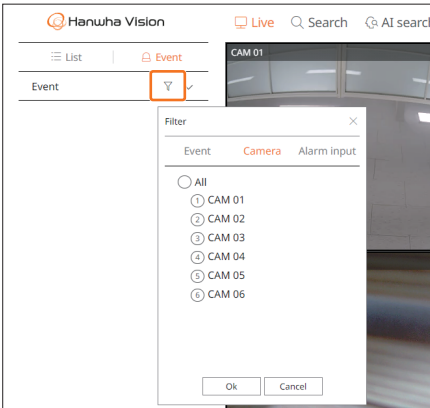 Hanwha Vision
Live Search AI search
List Event
CAM 01
Event
Filter
Event Camera Alarm input
All
1 CAM 01
2 CAM 02
3 CAM 03
4 CAM 04
5 CAM 05
6 CAM 06
Ok Cancel